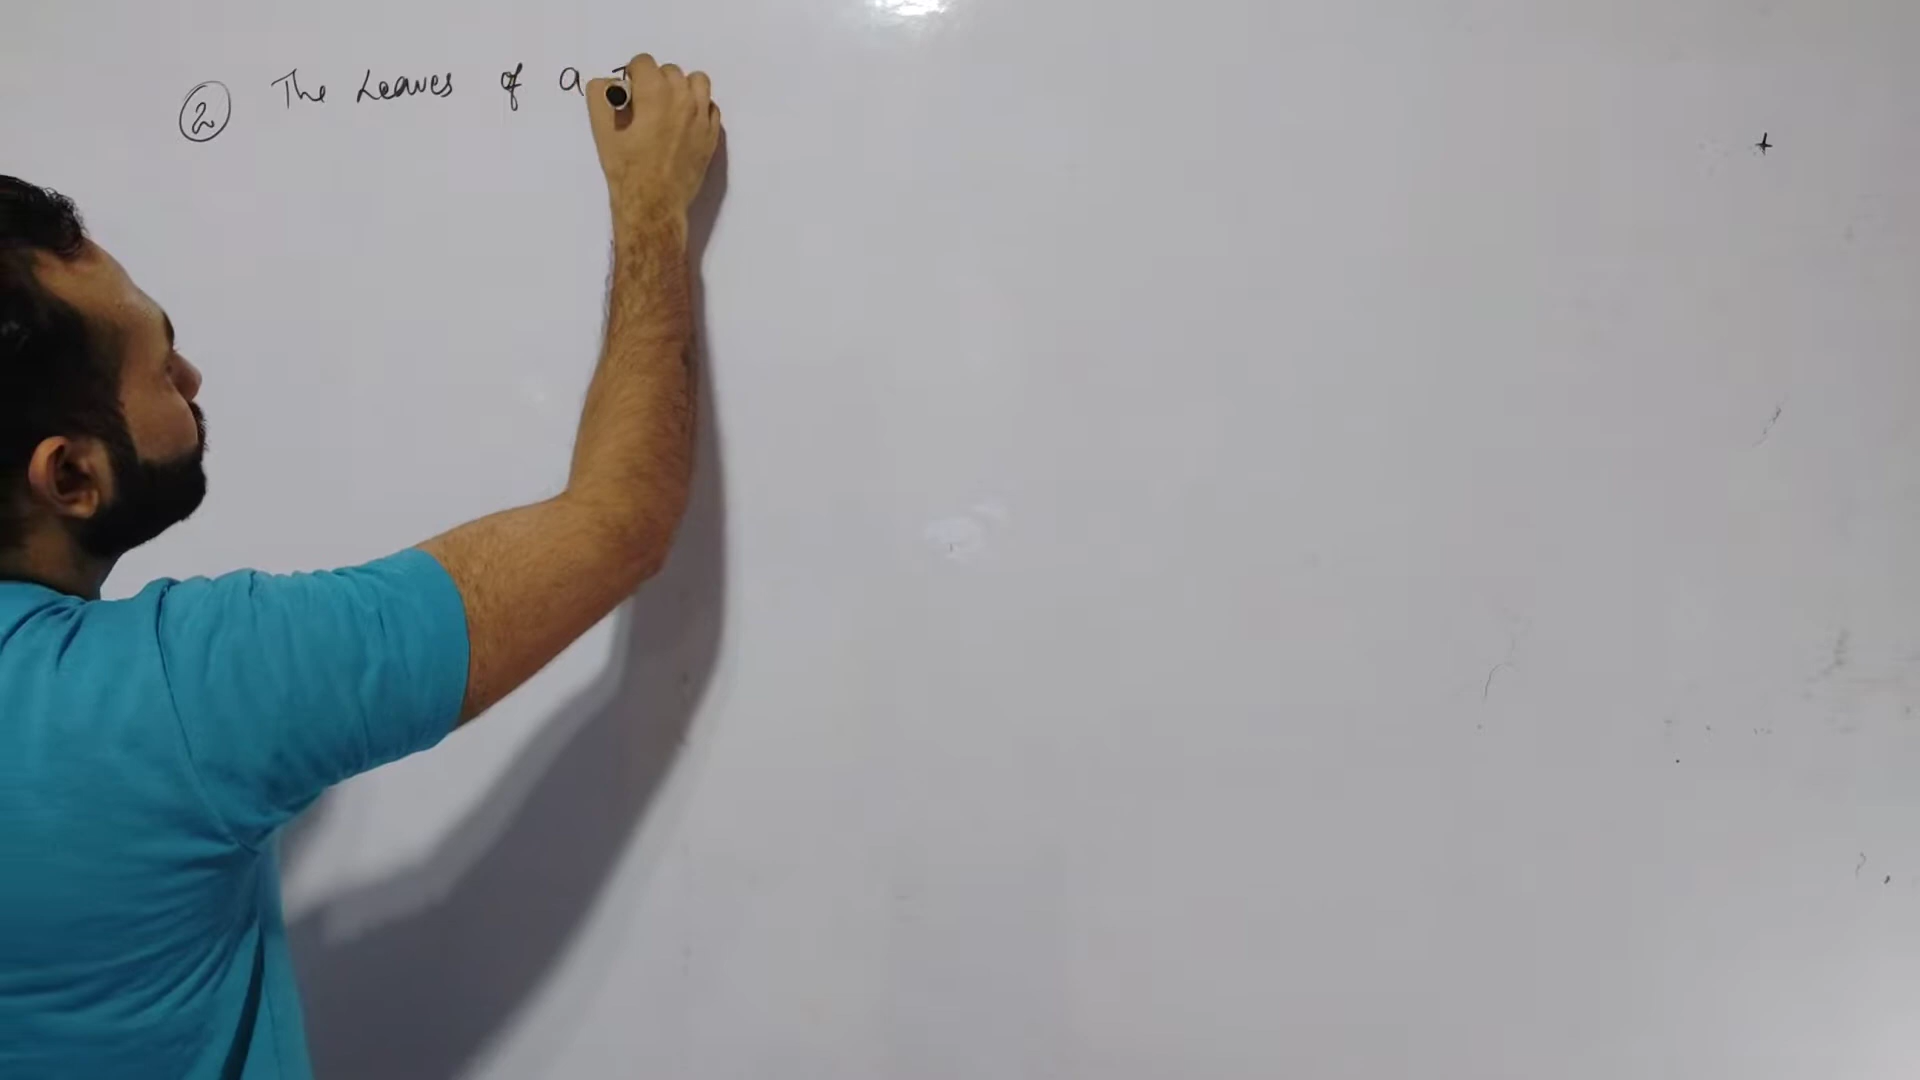 ② The Leaves of a